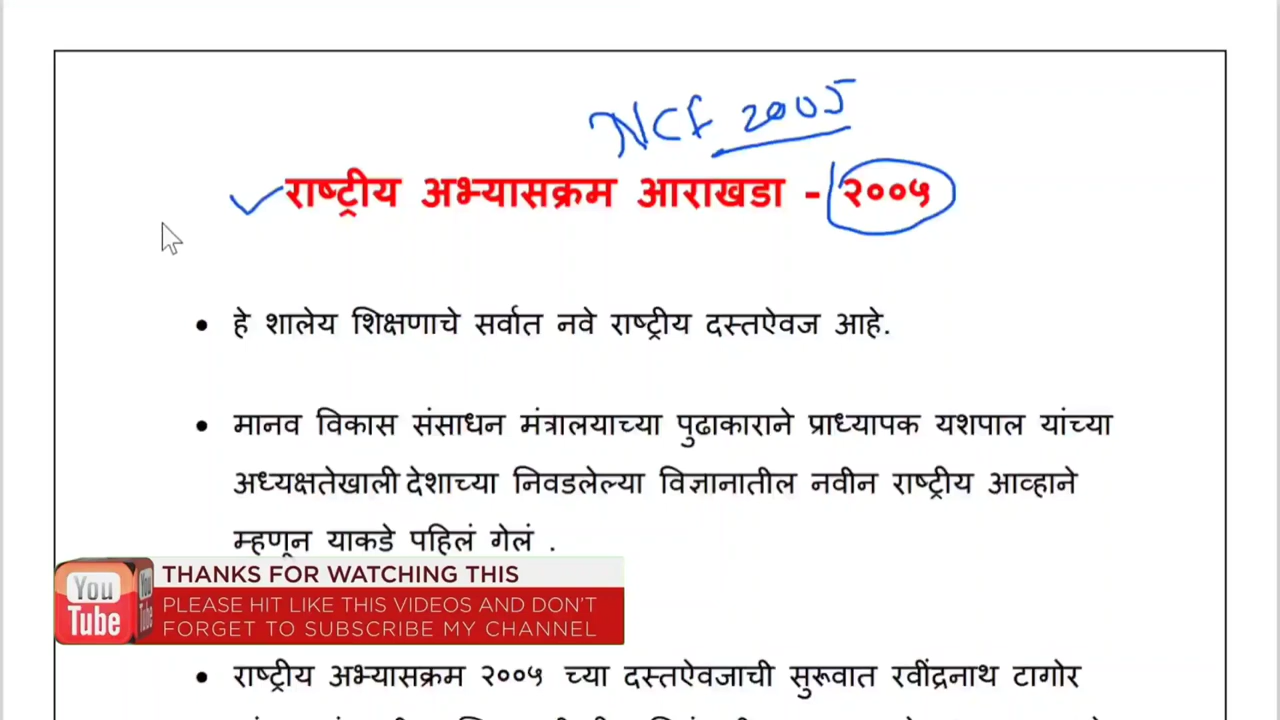 NCF 2005
राष्ट्रीय अभ्यासक्रम आराखडा - २००५
• हे शालेय शिक्षणाचे सर्वात नवे राष्ट्रीय दस्तऐवज आहे.
• मानव विकास संसाधन मंत्रालयाच्या पुढाकाराने प्राध्यापक यशपाल यांच्या
अध्यक्षतेखाली देशाच्या निवडलेल्या विज्ञानातील नवीन राष्ट्रीय आव्हाने
म्हणून याकडे पहिलं गेलं .
You Tube
THANKS FOR WATCHING THIS
PLEASE HIT LIKE THIS VIDEOS AND DON'T
FORGET TO SUBSCRIBE MY CHANNEL
• राष्ट्रीय अभ्यासक्रम २००५ च्या दस्तऐवजाची सुरूवात रवींद्रनाथ टागोर